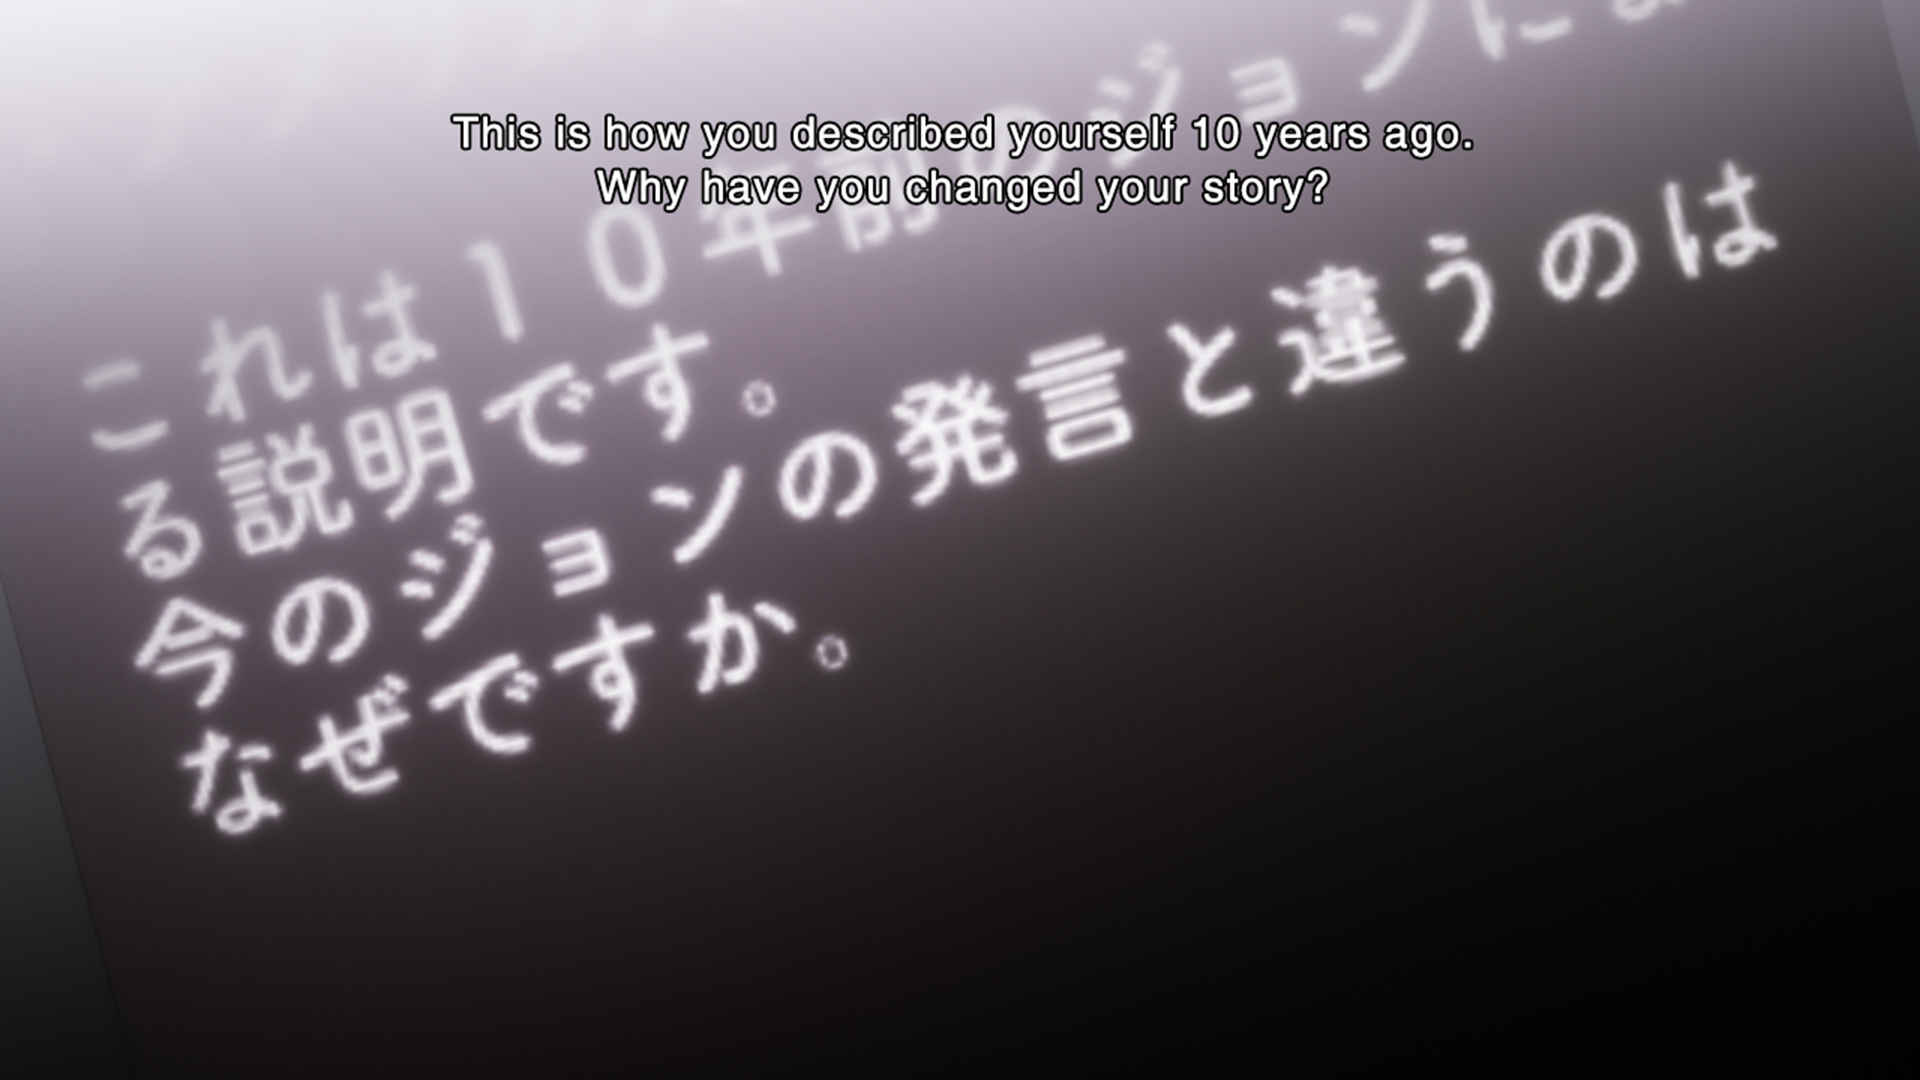 This is how you described yourself 10 years ago.
Why have you changed your story?
これは１０年前のジョンによ
る説明です。
今のジョンの発言と違うのは
なぜですか。